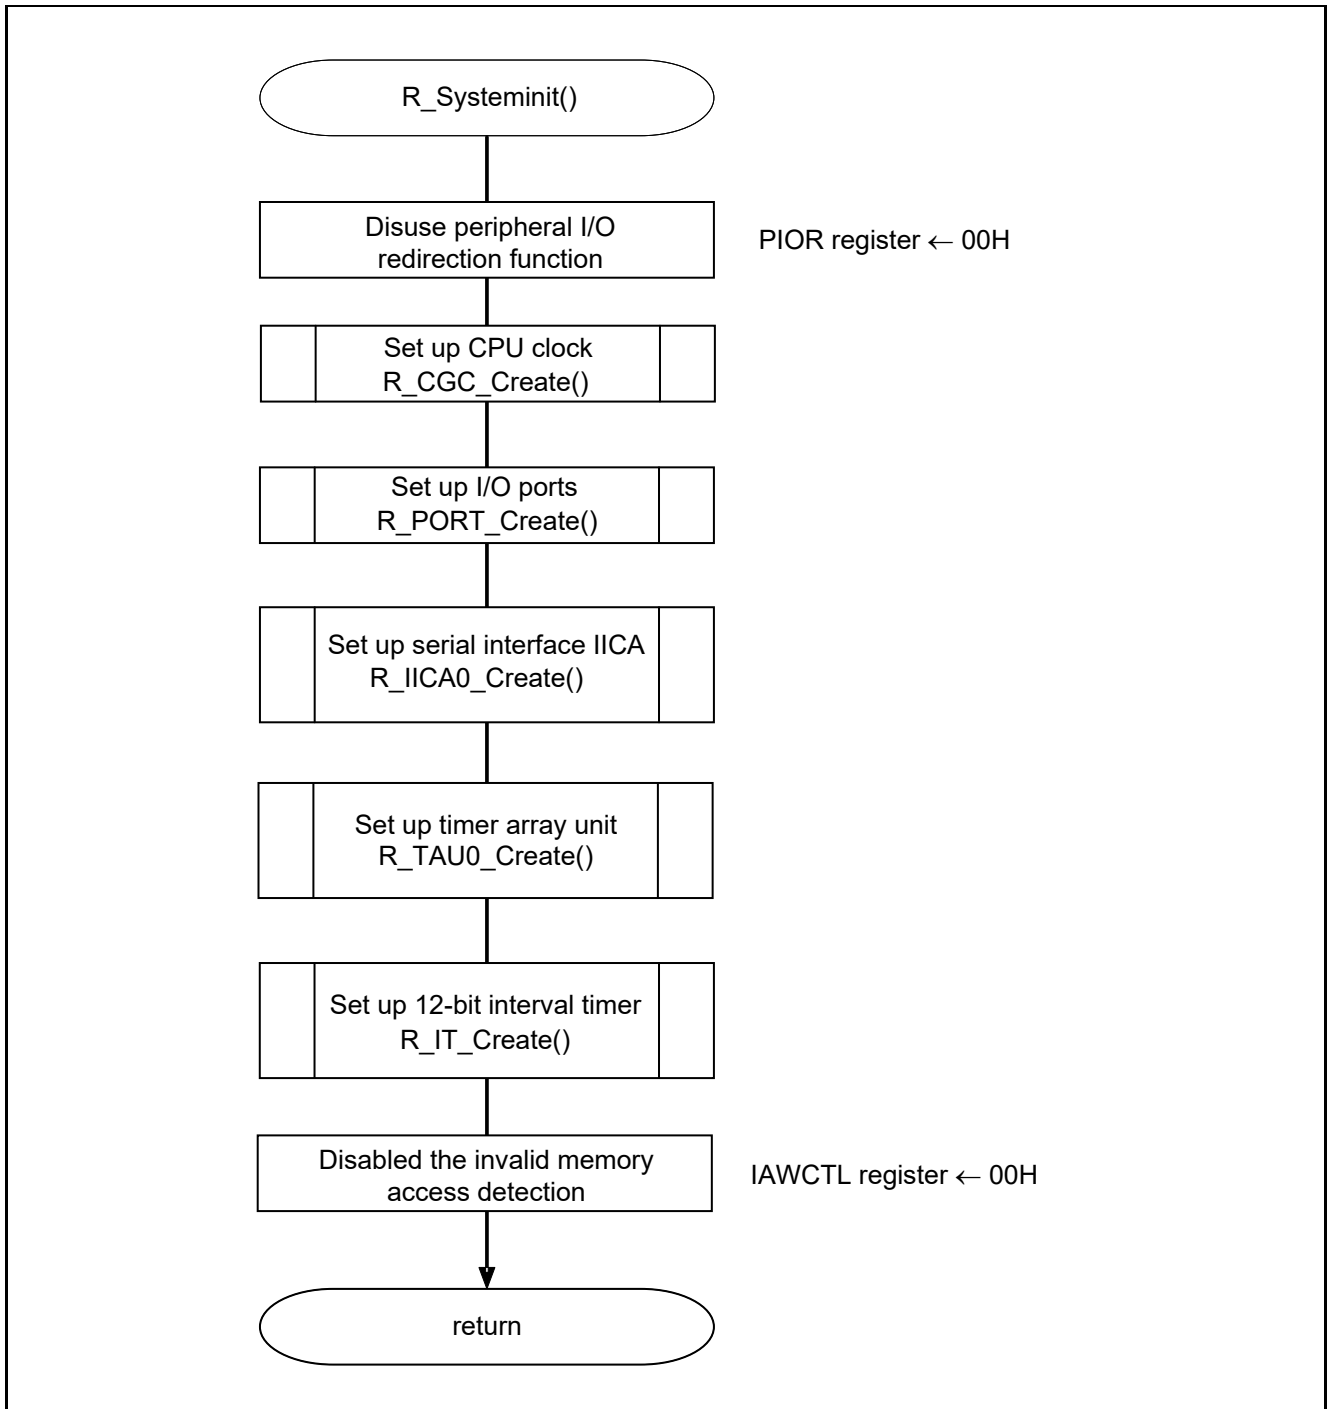 R_Systeminit()
Disuse peripheral I/O
redirection function
PIOR register ← 00H
Set up CPU clock
R_CGC_Create()
Set up I/O ports
R_PORT_Create()
Set up serial interface IICA
R_IICA0_Create()
Set up timer array unit
R_TAU0_Create()
Set up 12-bit interval timer
R_IT_Create()
Disabled the invalid memory
access detection
IAWCTL register ← 00H
return